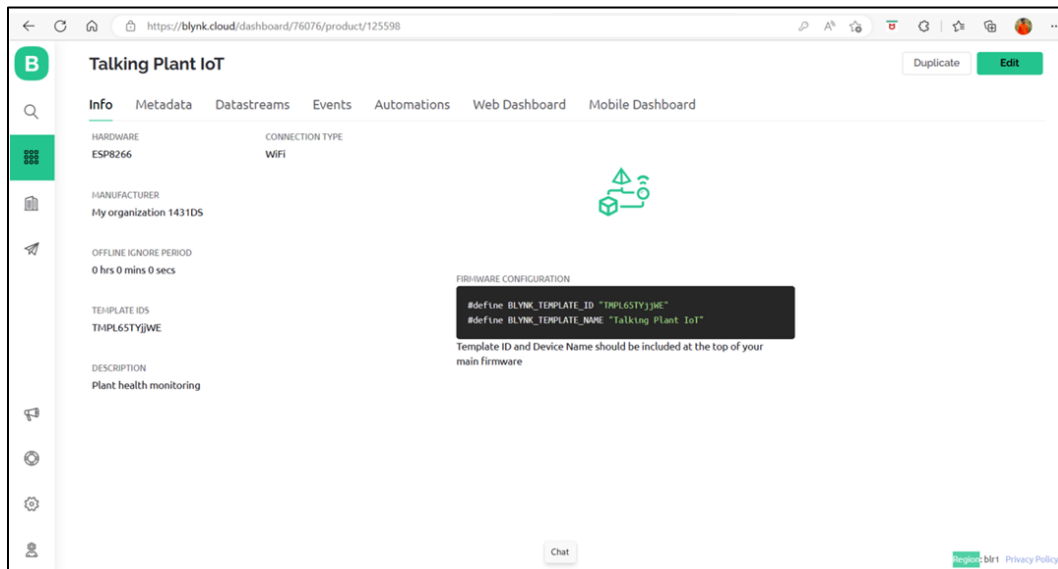 https://blynk.cloud/dashboard/76076/product/125598
B
Talking Plant IoT
Duplicate
Edit
Info Metadata Datastreams Events Automations Web Dashboard Mobile Dashboard
HARDWARE
ESP8266
CONNECTION TYPE
WiFi
MANUFACTURER
My organization 1431DS
OFFLINE IGNORE PERIOD
0 hrs 0 mins 0 secs
TEMPLATE IDS
TMPL65TYjjWE
DESCRIPTION
Plant health monitoring
FIRMWARE CONFIGURATION
#define BLYNK_TEMPLATE_ID "TMPL65TYjjWE"
#define BLYNK_TEMPLATE_NAME "Talking Plant IoT"
Template ID and Device Name should be included at the top of your
main firmware
Chat
Region: blr1 Privacy Policy